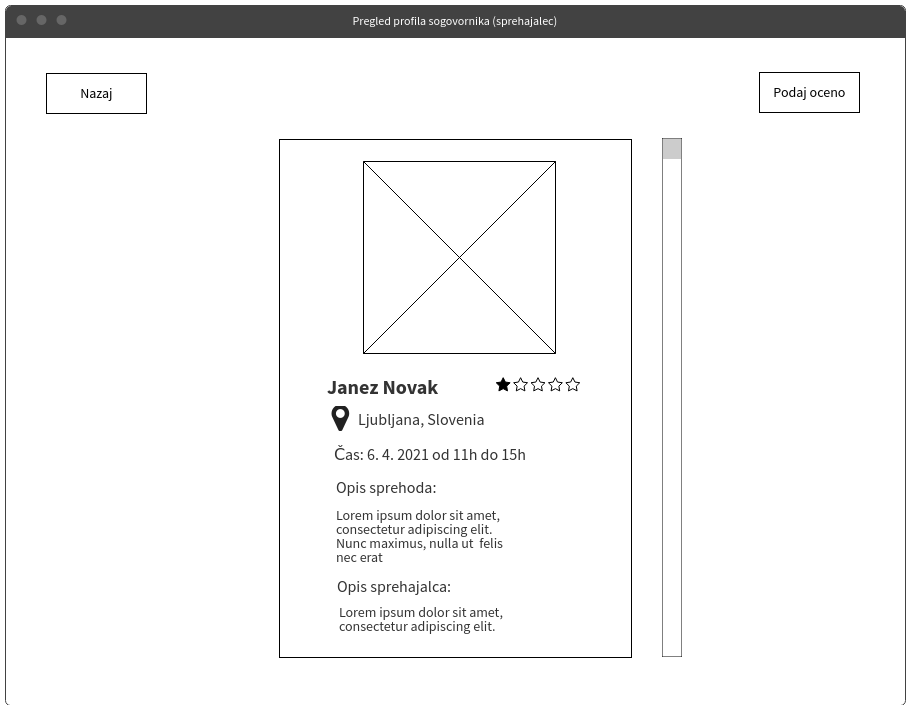 Pregled profila sogovornika (sprehajalec)
Nazaj
Podaj oceno
Janez Novak
Ljubljana, Slovenia
Čas: 6. 4. 2021 od 11h do 15h
Opis sprehoda:
Lorem ipsum dolor sit amet,
consectetur adipiscing elit.
Nunc maximus, nulla ut felis
nec erat
Opis sprehajalca:
Lorem ipsum dolor sit amet,
consectetur adipiscing elit.